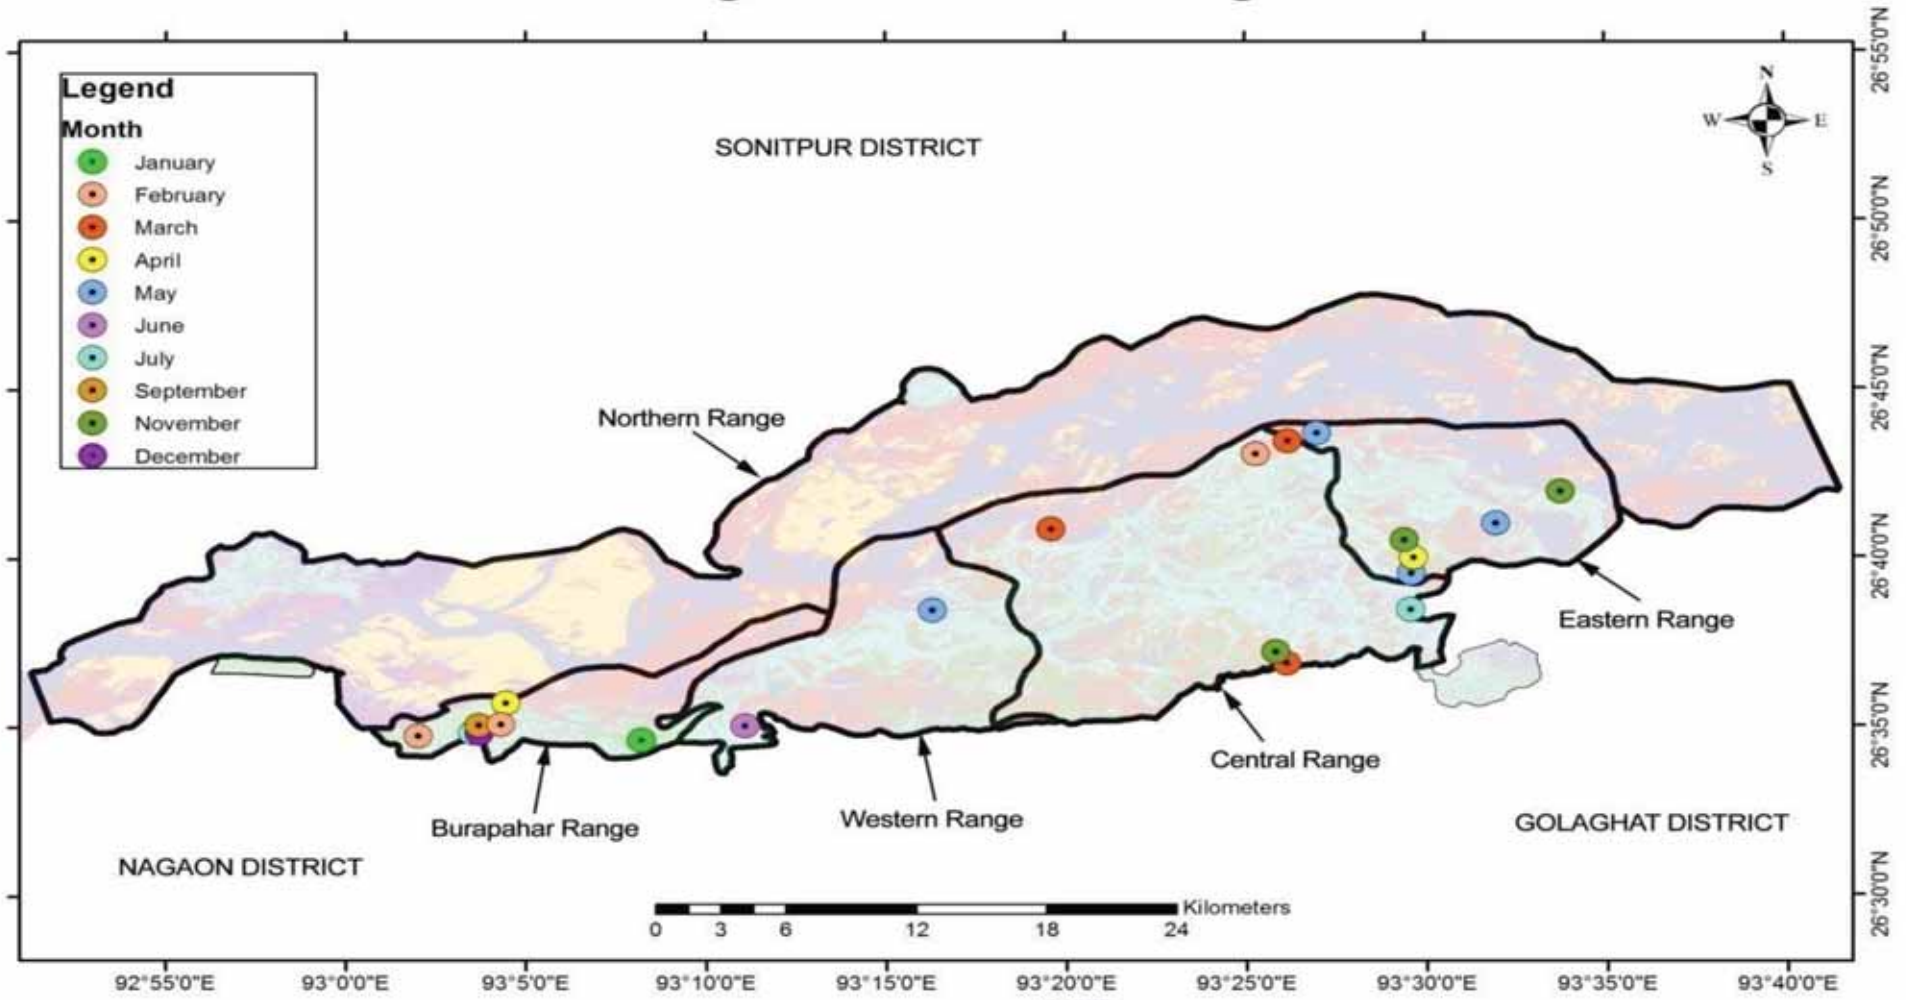 Legend
Month
January
February
March
April
May
June
July
September
November
December
SONITPUR DISTRICT
N
W E
S
Northern Range
Eastern Range
Central Range
Western Range
Burapahar Range
NAGAON DISTRICT
GOLAGHAT DISTRICT
Kilometers
0 3 6 12 18 24
26°55'0"N
26°50'0"N
26°45'0"N
26°40'0"N
26°35'0"N
26°30'0"N
92°55'0"E 93°0'0"E 93°5'0"E 93°10'0"E 93°15'0"E 93°20'0"E 93°25'0"E 93°30'0"E 93°35'0"E 93°40'0"E